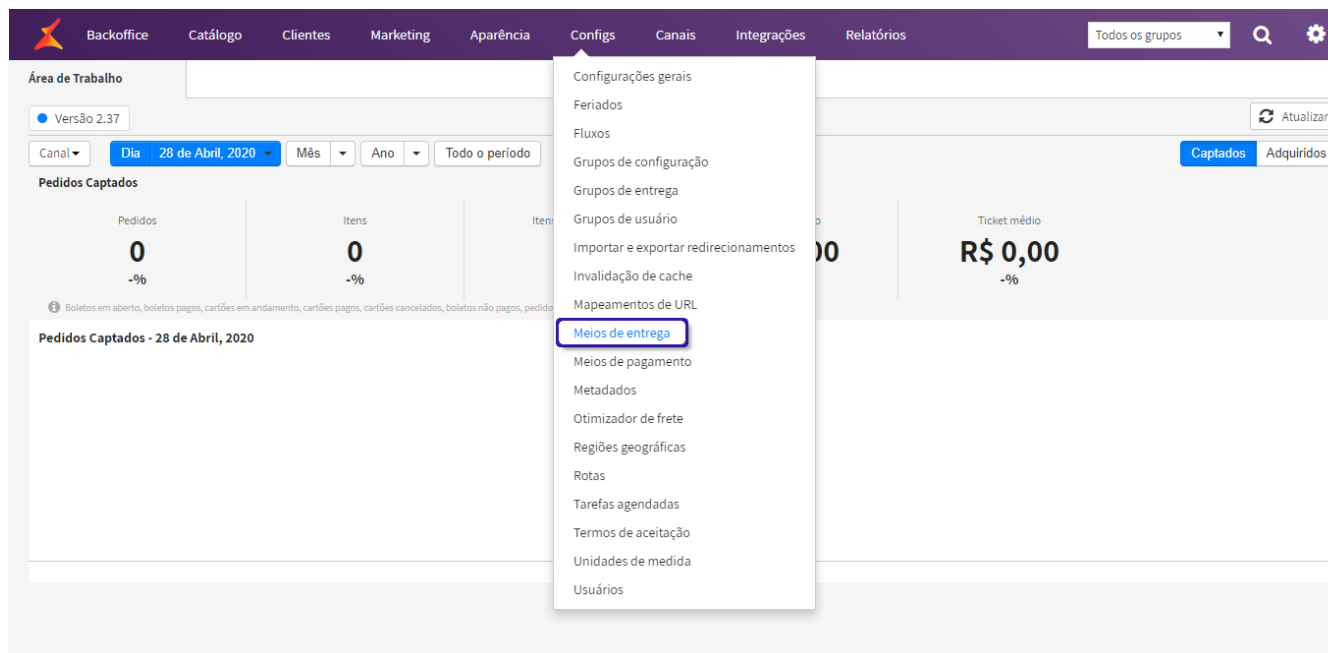 Backoffice Catálogo Clientes Marketing Aparência Configs Canais Integrações Relatórios Todos os grupos
Área de Trabalho
Versão 2.37
Atualizar
Canal Dia 28 de Abril, 2020 Mês Ano Todo o período
Captados Adquiridos
Pedidos Captados
Pedidos
0
-%
Itens
0
-%
Itens
Ticket médio
R$ 0,00
-%
Boletos em aberto, boletos pagos, cartões em andamento, cartões pagos, cartões cancelados, boletos não pagos, pedido
Pedidos Captados - 28 de Abril, 2020
Configurações gerais
Feriados
Fluxos
Grupos de configuração
Grupos de entrega
Grupos de usuário
Importar e exportar redirecionamentos
Invalidação de cache
Mapeamentos de URL
Meios de entrega
Meios de pagamento
Metadados
Otimizador de frete
Regiões geográficas
Rotas
Tarefas agendadas
Termos de aceitação
Unidades de medida
Usuários